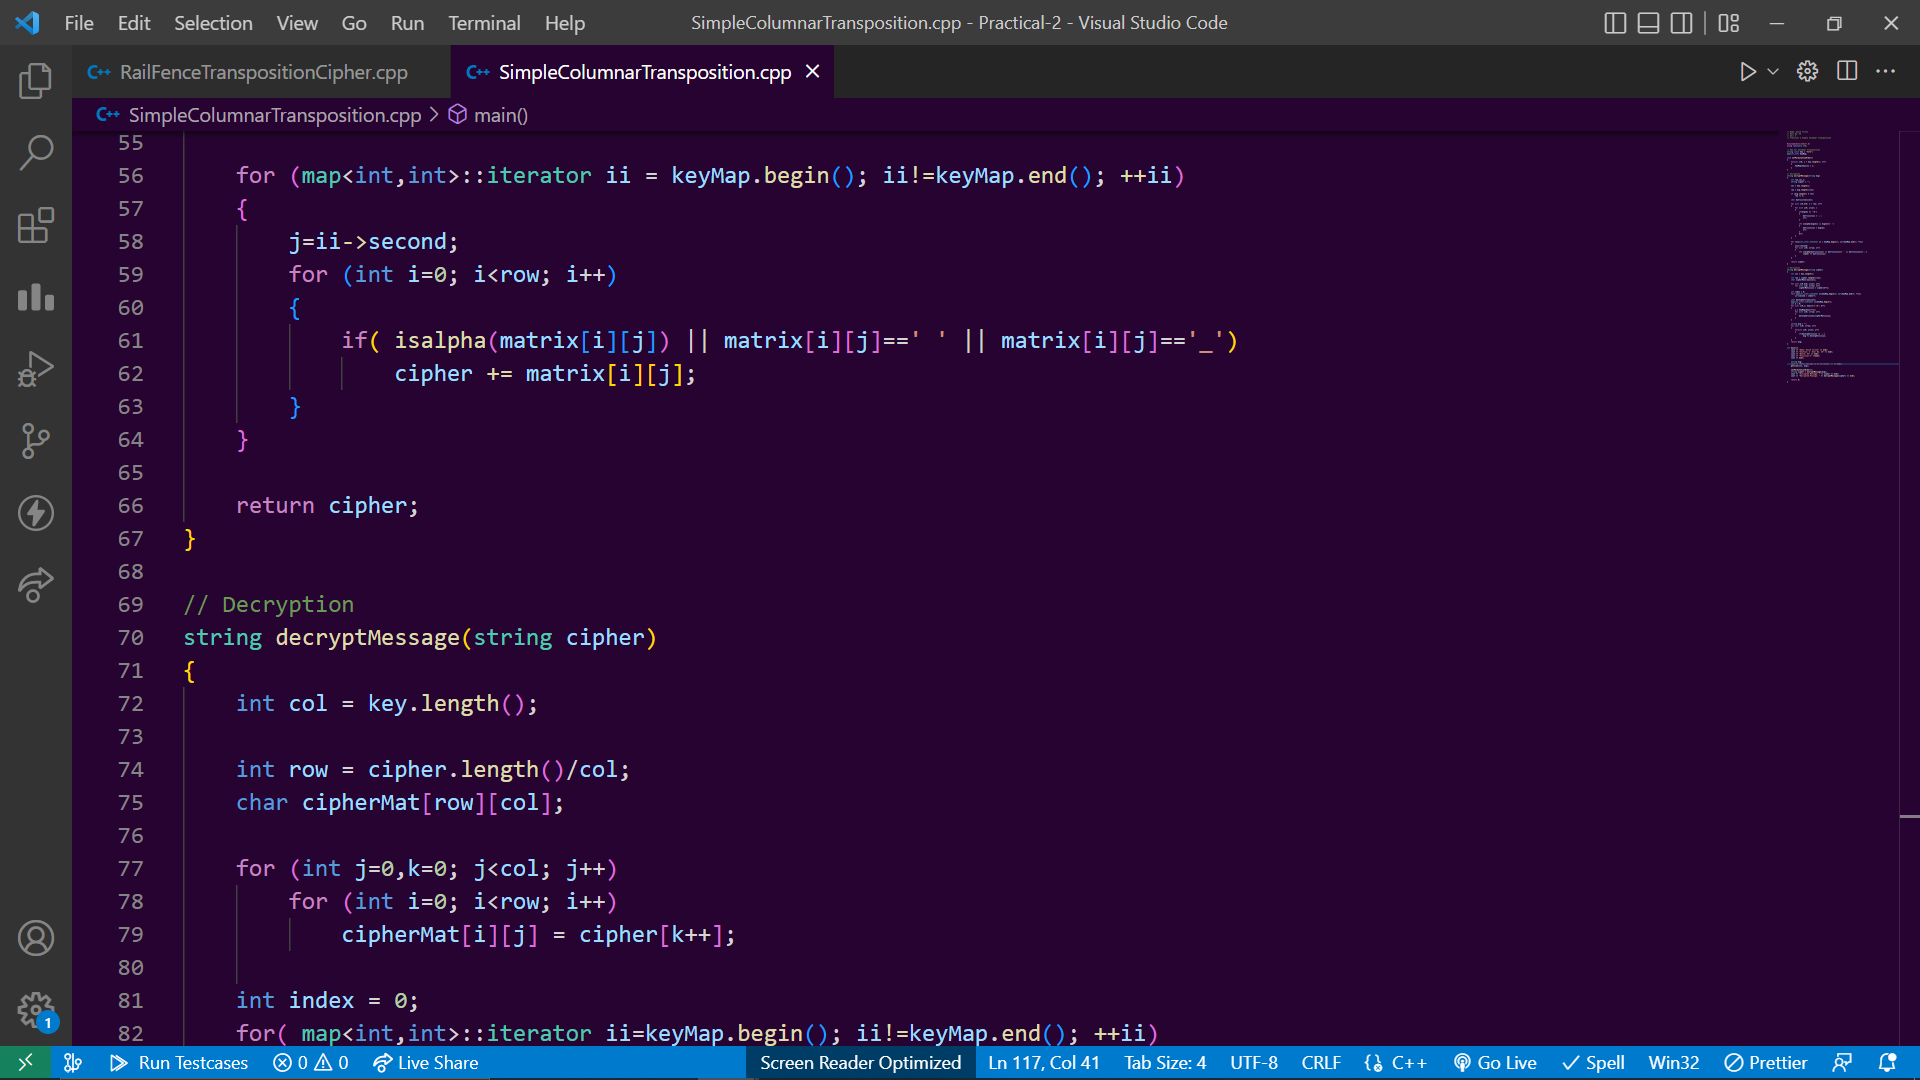 File Edit Selection View Go Run Terminal Help SimpleColumnarTransposition.cpp - Practical-2 - Visual Studio Code
C++ RailFenceTranspositionCipher.cpp C++ SimpleColumnarTransposition.cpp
C++ SimpleColumnarTransposition.cpp > main()
55
56 for (map<int,int>::iterator ii = keyMap.begin(); ii!=keyMap.end(); ++ii)
57 {
58 j=ii->second;
59 for (int i=0; i<row; i++)
60 {
61 if( isalpha(matrix[i][j]) || matrix[i][j]==' ' || matrix[i][j]=='_')
62 cipher += matrix[i][j];
63 }
64 }
65
66 return cipher;
67 }
68
69 // Decryption
70 string decryptMessage(string cipher)
71 {
72 int col = key.length();
73
74 int row = cipher.length()/col;
75 char cipherMat[row][col];
76
77 for (int j=0,k=0; j<col; j++)
78 for (int i=0; i<row; i++)
79 cipherMat[i][j] = cipher[k++];
80
81 int index = 0;
82 for( map<int,int>::iterator ii=keyMap.begin(); ii!=keyMap.end(); ++ii)
1
Run Testcases 0 0 Live Share Screen Reader Optimized Ln 117, Col 41 Tab Size: 4 UTF-8 CRLF {} C++ Go Live Spell Win32 Prettier